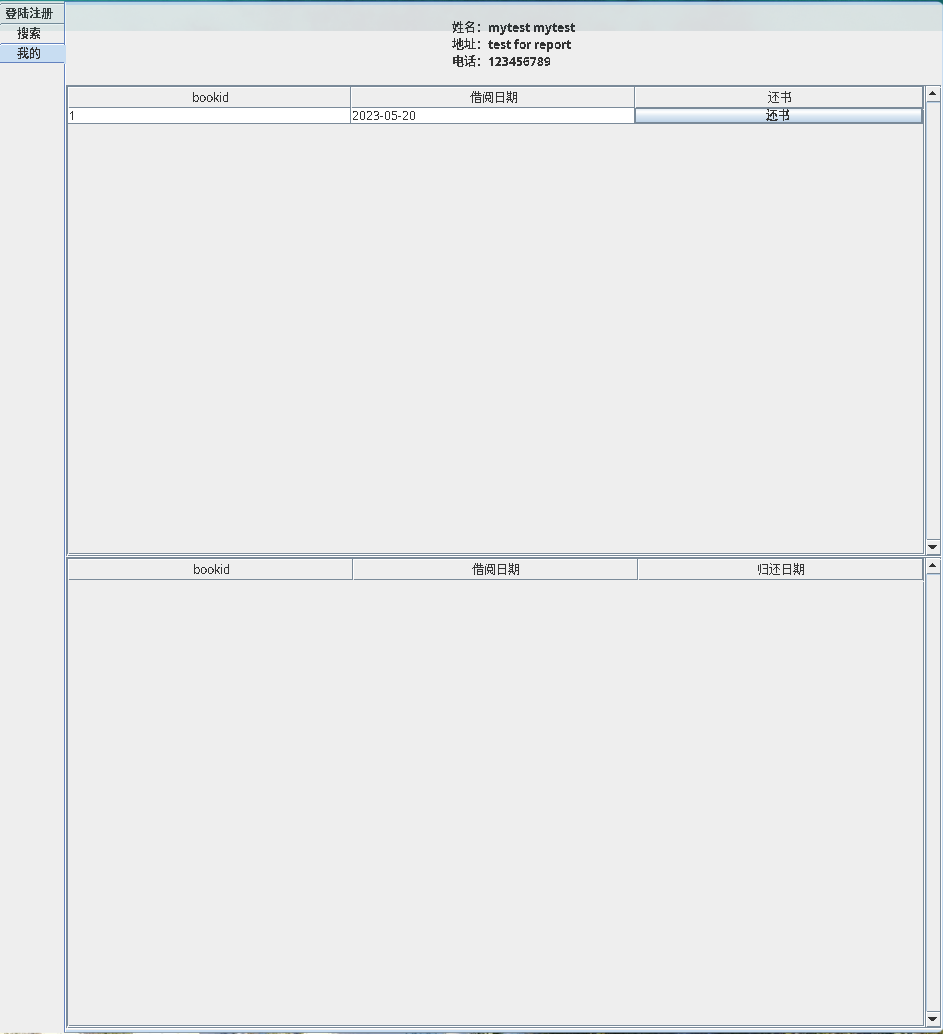 登陆注册
搜索
我的
姓名：mytest mytest
地址：test for report
电话：123456789
bookid 借阅日期 还书
1 2023-05-20 还书
bookid 借阅日期 归还日期